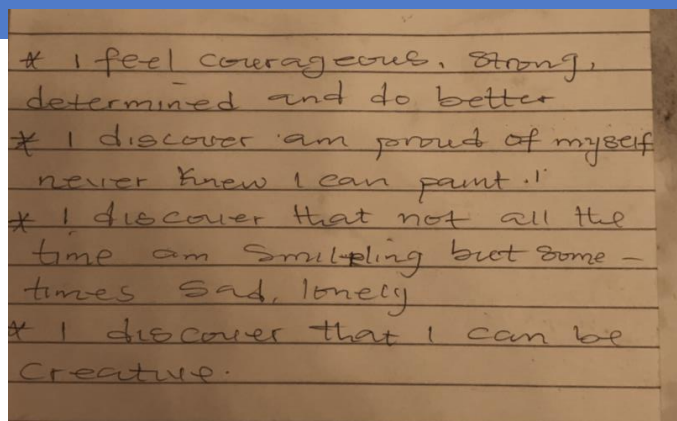 * I feel courageous, strong,
determined and do better
* I discover am proud of myself
never knew I can paint.!
* I discover that not all the
time am smiling but some -
times sad, lonely
* I discover that I can be
creative.